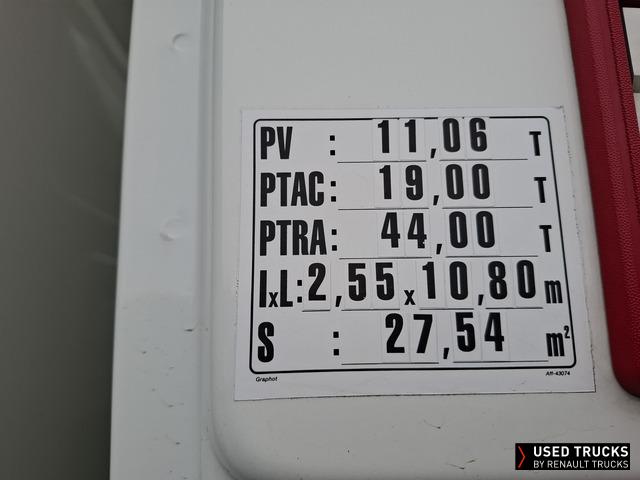 PV : 11,06 T
PTAC: 19,00 T
PTRA: 44,00 T
IxL: 2,55 x 10,80 m
S : 27,54 m²
Graphot Aff-43074
USED TRUCKS
BY RENAULT TRUCKS